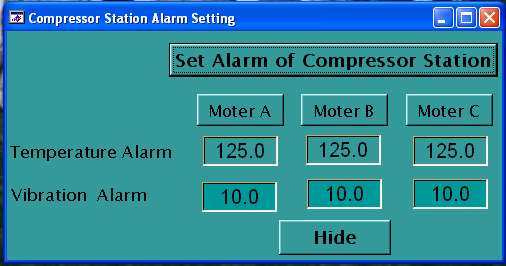 Compressor Station Alarm Setting
Set Alarm of Compressor Station
Moter A Moter B Moter C
Temperature Alarm 125.0 125.0 125.0
Vibration Alarm 10.0 10.0 10.0
Hide